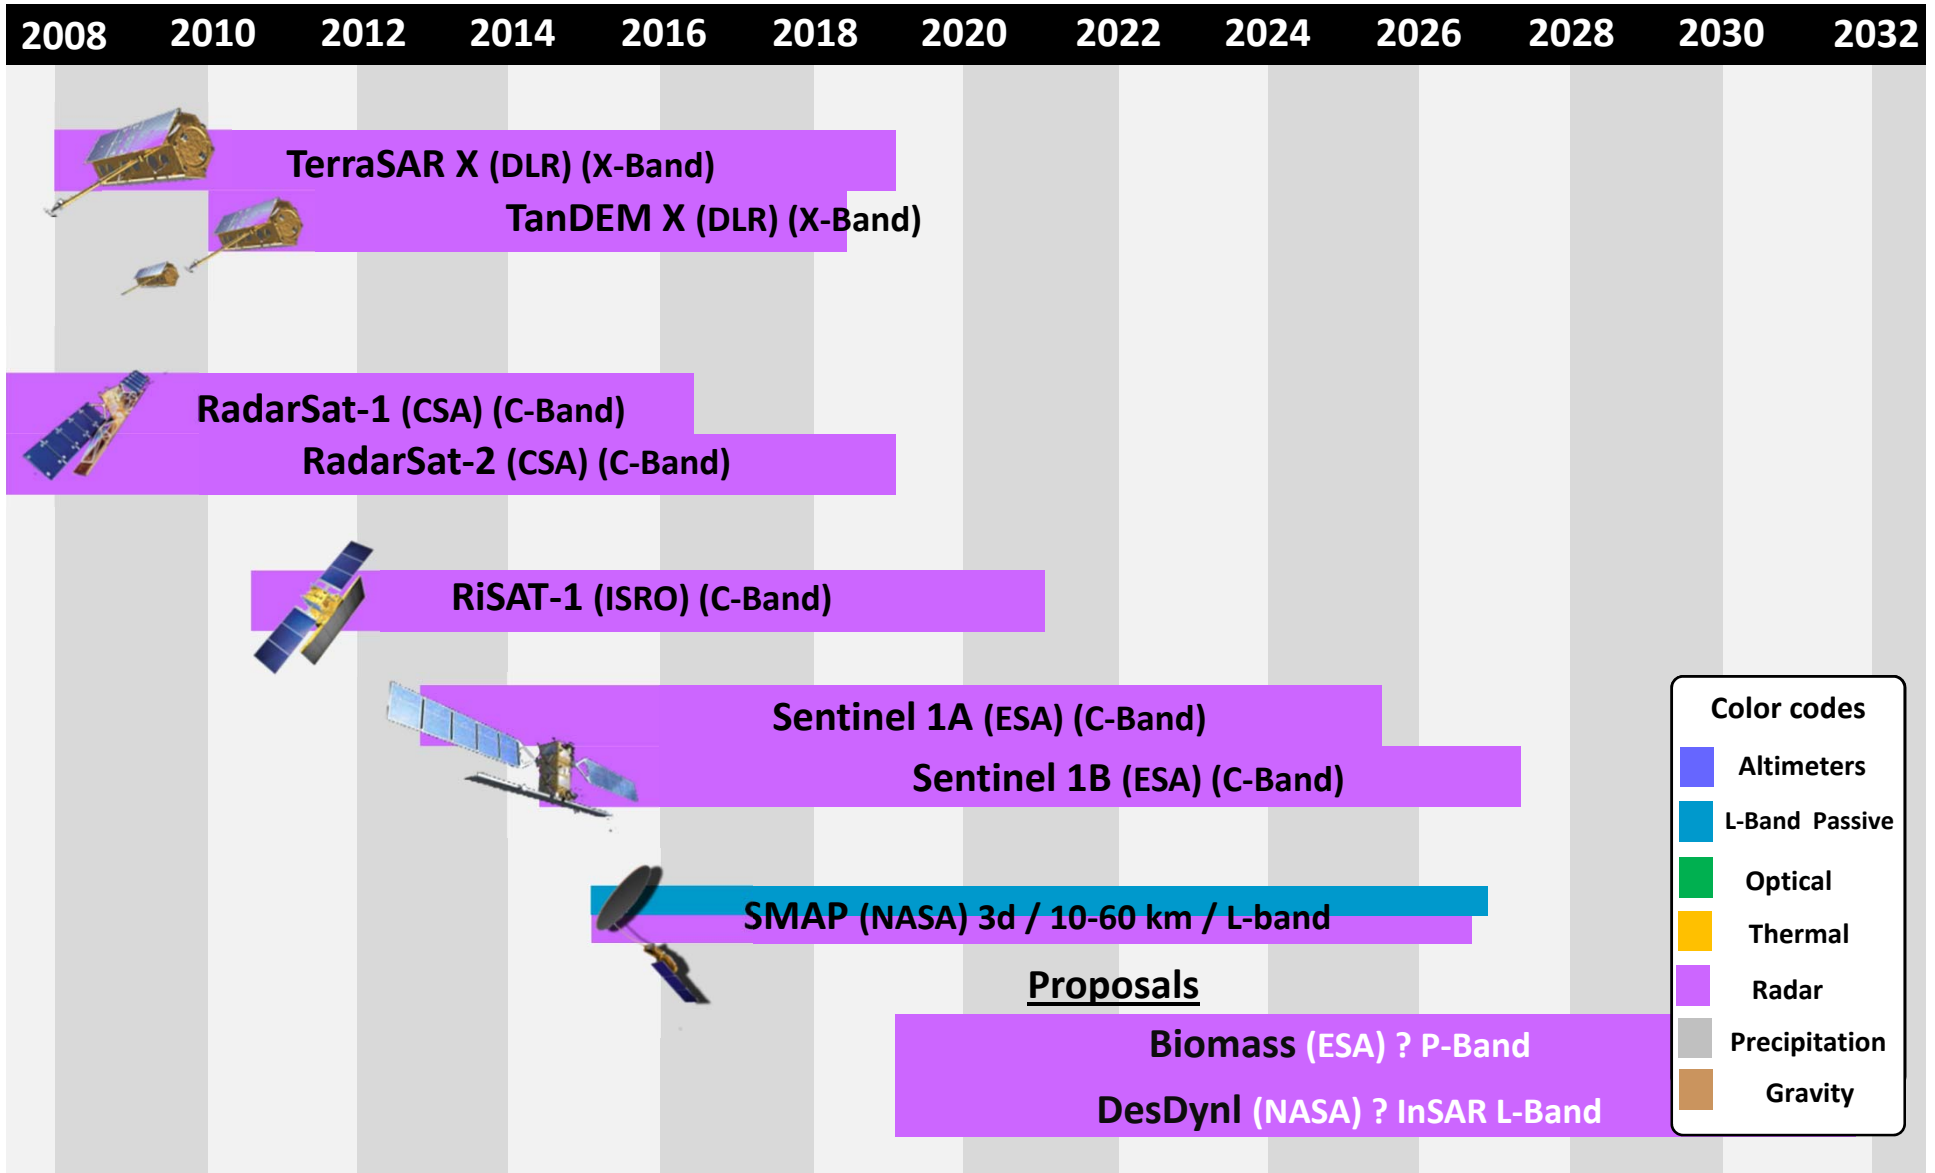 2008 2010 2012 2014 2016 2018 2020 2022 2024 2026 2028 2030 2032
TerraSAR X (DLR) (X-Band)
TanDEM X (DLR) (X-Band)
RadarSat-1 (CSA) (C-Band)
RadarSat-2 (CSA) (C-Band)
RiSAT-1 (ISRO) (C-Band)
Sentinel 1A (ESA) (C-Band)
Sentinel 1B (ESA) (C-Band)
SMAP (NASA) 3d / 10-60 km / L-band
Proposals
Biomass (ESA) ? P-Band
DesDynl (NASA) ? InSAR L-Band
Color codes
Altimeters
L-Band Passive
Optical
Thermal
Radar
Precipitation
Gravity